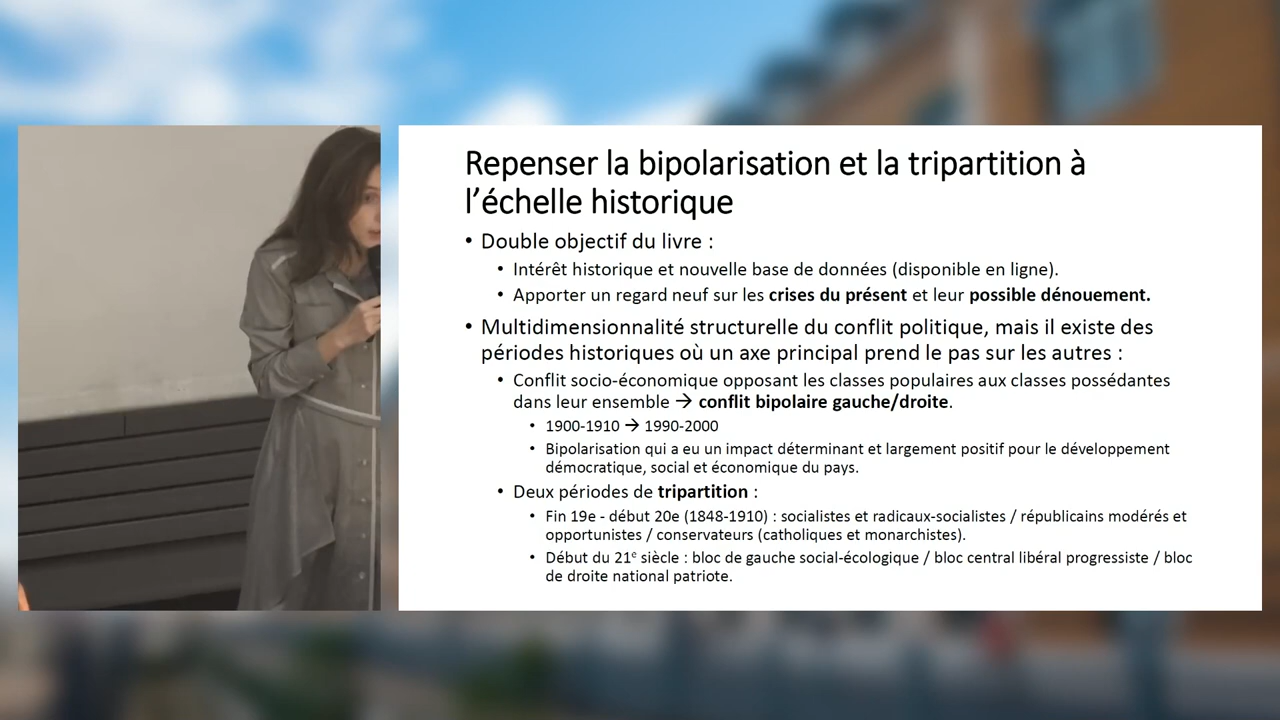 Repenser la bipolarisation et la tripartition à
l’échelle historique
• Double objectif du livre :
• Intérêt historique et nouvelle base de données (disponible en ligne).
• Apporter un regard neuf sur les crises du présent et leur possible dénouement.
• Multidimensionnalité structurelle du conflit politique, mais il existe des
périodes historiques où un axe principal prend le pas sur les autres :
• Conflit socio-économique opposant les classes populaires aux classes possédantes
dans leur ensemble → conflit bipolaire gauche/droite.
• 1900-1910 → 1990-2000
• Bipolarisation qui a eu un impact déterminant et largement positif pour le développement
démocratique, social et économique du pays.
• Deux périodes de tripartition :
• Fin 19e - début 20e (1848-1910) : socialistes et radicaux-socialistes / républicains modérés et
opportunistes / conservateurs (catholiques et monarchistes).
• Début du 21e siècle : bloc de gauche social-écologique / bloc central libéral progressiste / bloc
de droite national patriote.